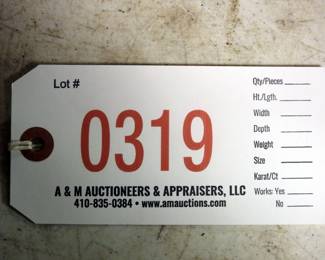 Lot #
0319
A & M AUCTIONEERS & APPRAISERS, LLC
410-835-0384 • www.amauctions.com
Qty/Pieces
Ht./Lgth.
Width
Depth
Weight
Size
Karat/Ct
Works: Yes
No